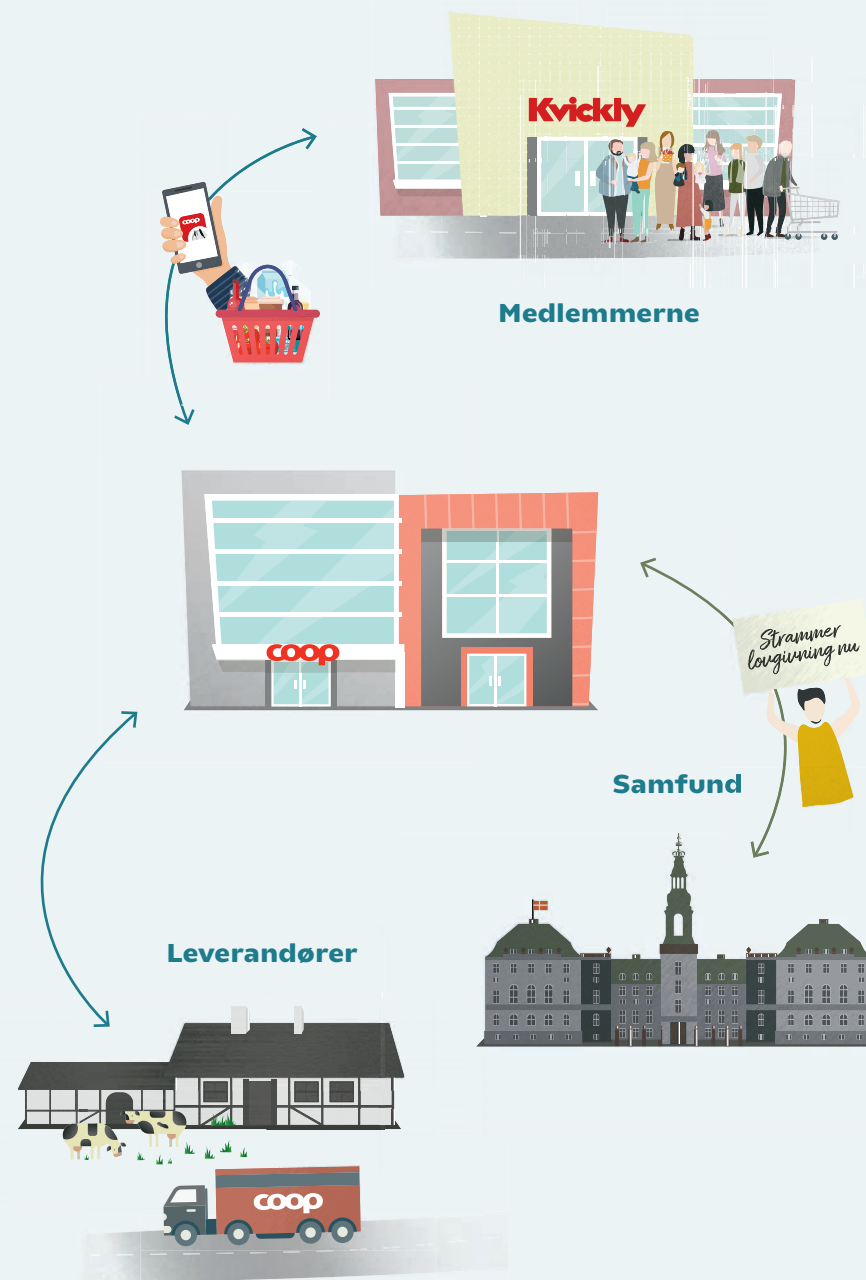 Kvickly
coop
Medlemmerne
coop
Strammer
lovgivning nu
Samfund
Leverandører
coop